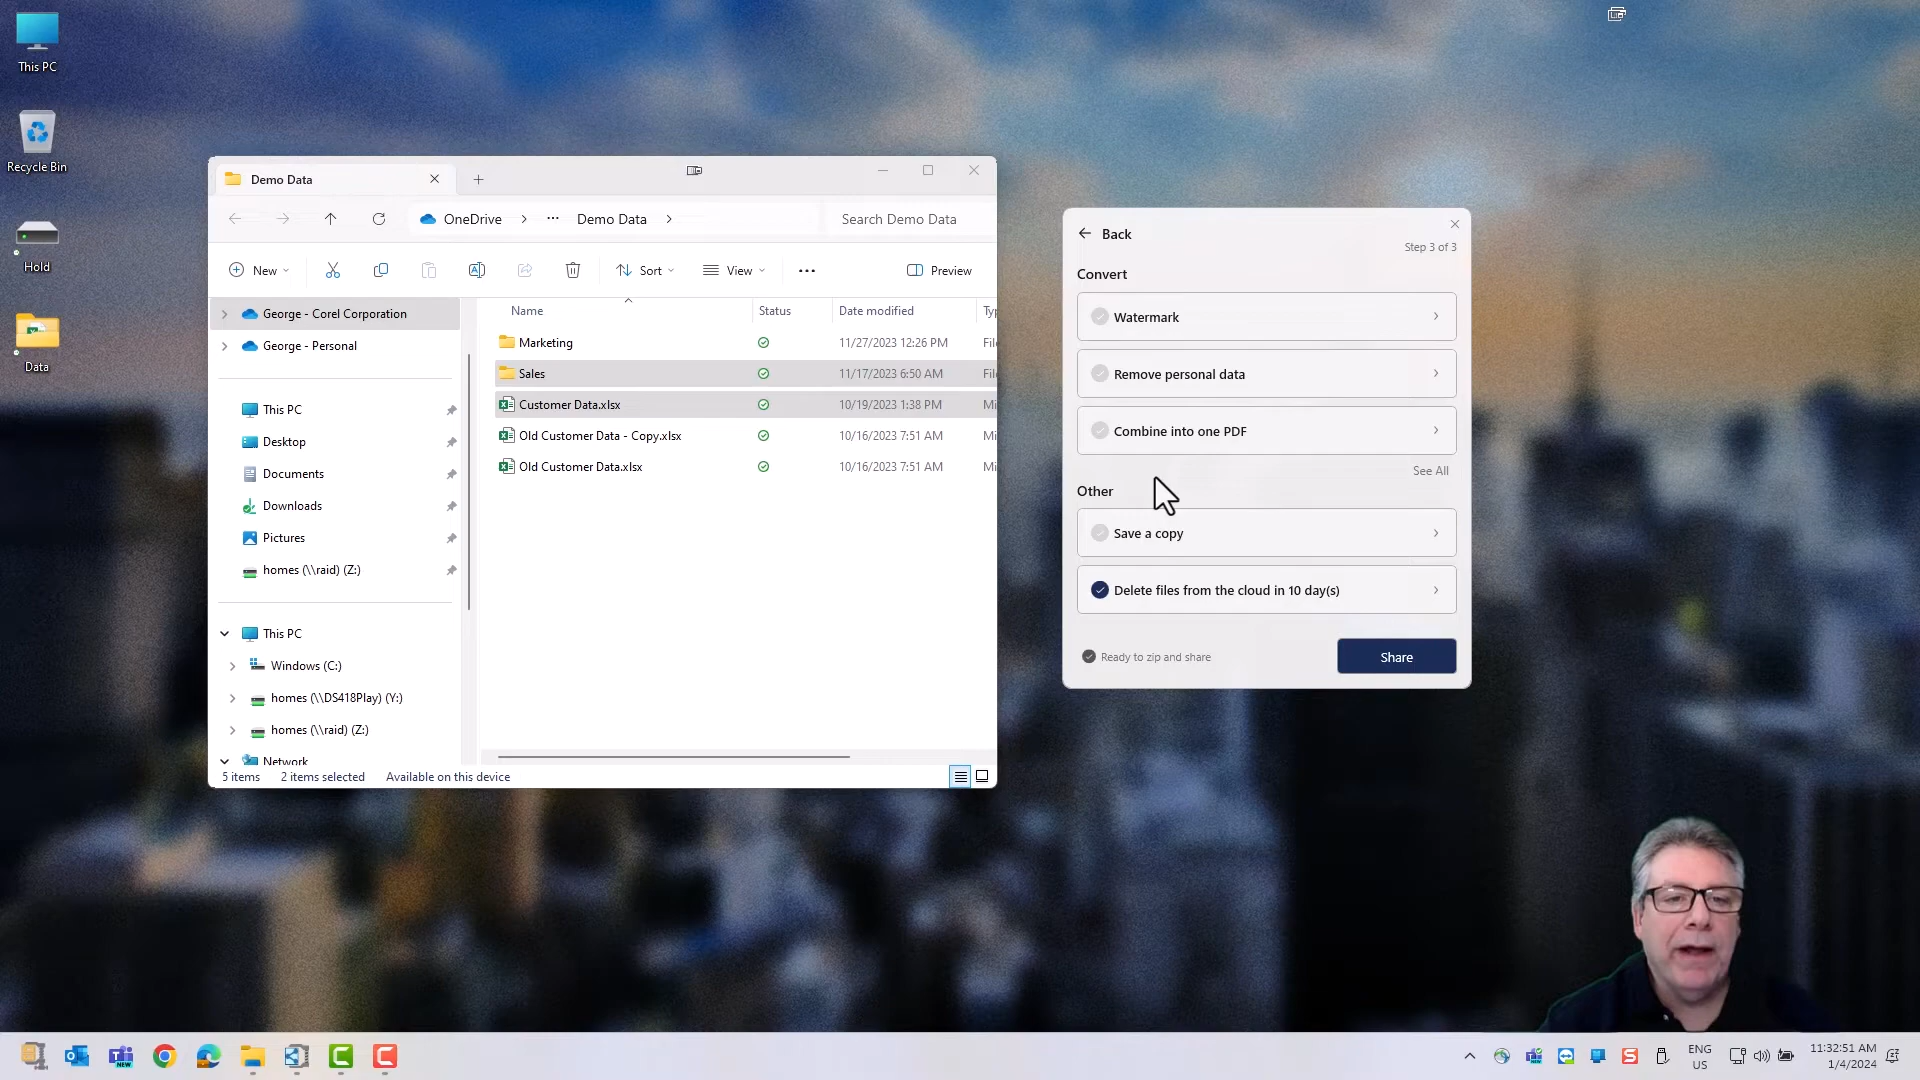 This PC
Recycle Bin
Hold
Data
Demo Data
OneDrive
Demo Data
Search Demo Data
New
Sort
View
Preview
George - Corel Corporation
George - Personal
This PC
Desktop
Documents
Downloads
Pictures
homes (\\raid) (Z:)
This PC
Windows (C:)
homes (\\DS418Play) (Y:)
homes (\\raid) (Z:)
Network
Name Status Date modified Typ
Marketing 11/27/2023 12:26 PM Fil
Sales 11/17/2023 6:50 AM Fil
Customer Data.xlsx 10/19/2023 1:38 PM Mi
Old Customer Data - Copy.xlsx 10/16/2023 7:51 AM Mi
Old Customer Data.xlsx 10/16/2023 7:51 AM Mi
5 items 2 items selected Available on this device
Back
Step 3 of 3
Convert
Watermark
Remove personal data
Combine into one PDF
See All
Other
Save a copy
Delete files from the cloud in 10 day(s)
Ready to zip and share
Share
NEW
ENG
US
11:32:51 AM
1/4/2024